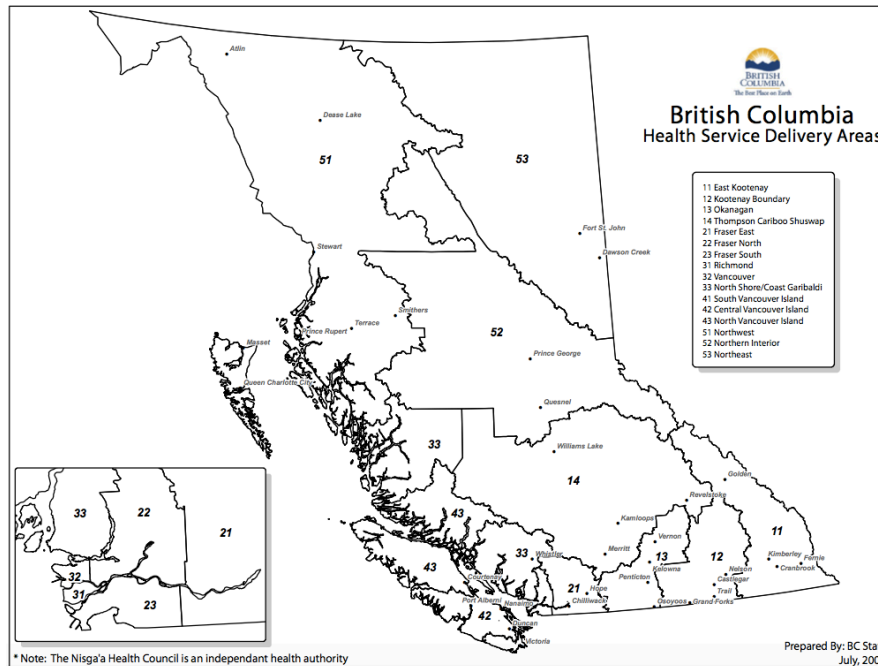 BRITISH
COLUMBIA
The Best Place on Earth
British Columbia
Health Service Delivery Areas
11 East Kootenay
12 Kootenay Boundary
13 Okanagan
14 Thompson Cariboo Shuswap
21 Fraser East
22 Fraser North
23 Fraser South
31 Richmond
32 Vancouver
33 North Shore/Coast Garibaldi
41 South Vancouver Island
42 Central Vancouver Island
43 North Vancouver Island
51 Northwest
52 Northern Interior
53 Northeast
Atlin
Dease Lake
51
53
Fort St. John
Dawson Creek
Stewart
Smithers
Terrace
Prince Rupert
52
Masset
Prince George
Queen Charlotte City
Quesnel
33
Williams Lake
14
Golden
Revelstoke
43
Kamloops
11
Vernon
33
Whistler
Merritt
13
12
Kimberley
Fernie
Cranbrook
43
Courtenay
Kelowna
Penticton
Nelson
Castlegar
21
Hope
Chilliwack
Trail
Port Alberni
Nanaimo
Osoyoos
Grand Forks
42
Duncan
Victoria
33
22
21
32
31
23
* Note: The Nisga'a Health Council is an independant health authority
Prepared By: BC Sta
July, 200